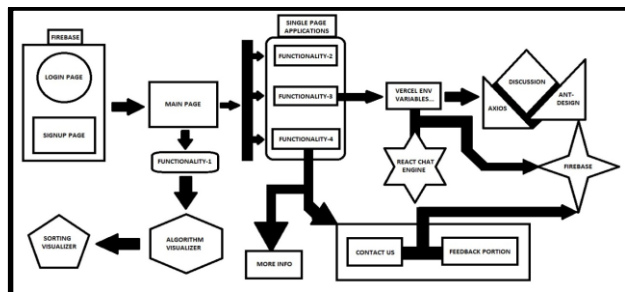 FIREBASE
LOGIN PAGE
SIGNUP PAGE
MAIN PAGE
FUNCTIONALITY-1
SORTING
VISUALIZER
ALGORITHM
VISUALIZER
SINGLE PAGE
APPLICATIONS
FUNCTIONALITY-2
FUNCTIONALITY-3
FUNCTIONALITY-4
VERCEL ENV
VARIABLES...
REACT CHAT
ENGINE
DISCUSSION
AXIOS
ANT-
DESIGN
FIREBASE
MORE INFO
CONTACT US
FEEDBACK PORTION